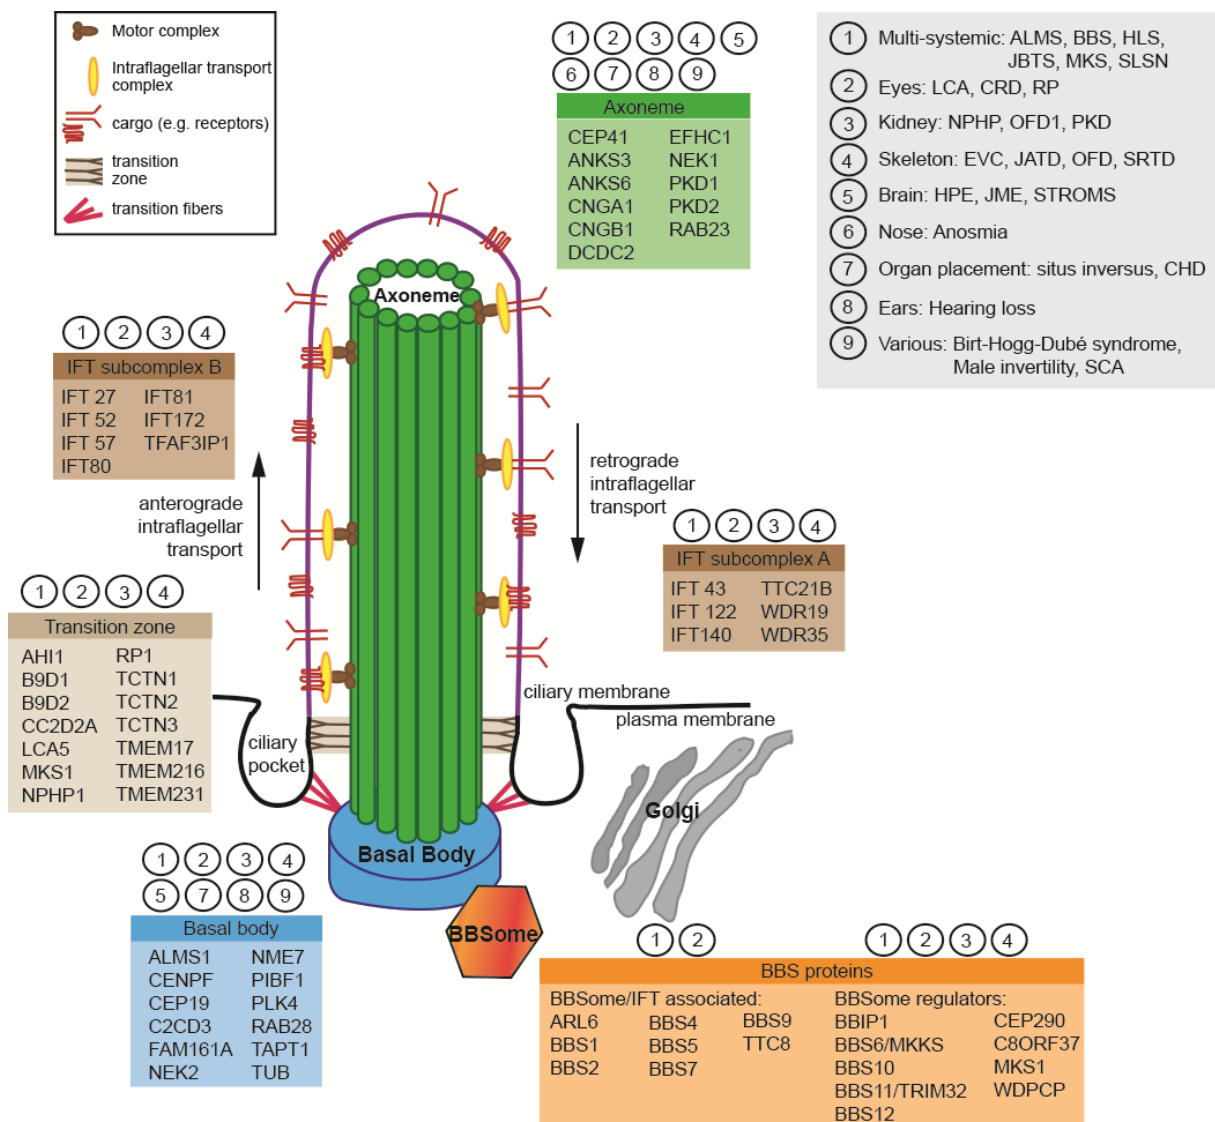 Motor complex
Intraflagellar transport
complex
cargo (e.g. receptors)
transition
zone
transition fibers
1 2 3 4 5
6 7 8 9
Axoneme
CEP41 EFHC1
ANKS3 NEK1
ANKS6 PKD1
CNGA1 PKD2
CNGB1 RAB23
DCDC2
1 Multi-systemic: ALMS, BBS, HLS,
JBTS, MKS, SLSN
2 Eyes: LCA, CRD, RP
3 Kidney: NPHP, OFD1, PKD
4 Skeleton: EVC, JATD, OFD, SRTD
5 Brain: HPE, JME, STROMS
6 Nose: Anosmia
7 Organ placement: situs inversus, CHD
8 Ears: Hearing loss
9 Various: Birt-Hogg-Dubé syndrome,
Male invertility, SCA
Axoneme
1 2 3 4
IFT subcomplex B
IFT 27 IFT81
IFT 52 IFT172
IFT 57 TFAF3IP1
IFT80
anterograde
intraflagellar
transport
retrograde
intraflagellar
transport
1 2 3 4
IFT subcomplex A
IFT 43 TTC21B
IFT 122 WDR19
IFT140 WDR35
1 2 3 4
Transition zone
AHI1 RP1
B9D1 TCTN1
B9D2 TCTN2
CC2D2A TCTN3
LCA5 TMEM17
MKS1 TMEM216
NPHP1 TMEM231
ciliary
pocket
ciliary membrane
plasma membrane
Golgi
Basal Body
BBSome
1 2 3 4
5 7 8 9
Basal body
ALMS1 NME7
CENPF PIBF1
CEP19 PLK4
C2CD3 RAB28
FAM161A TAPT1
NEK2 TUB
1 2
1 2 3 4
BBS proteins
BBSome/IFT associated:
ARL6 BBS4 BBS9
BBS1 BBS5 TTC8
BBS2 BBS7
BBSome regulators:
BBIP1 CEP290
BBS6/MKKS C8ORF37
BBS10 MKS1
BBS11/TRIM32 WDPCP
BBS12